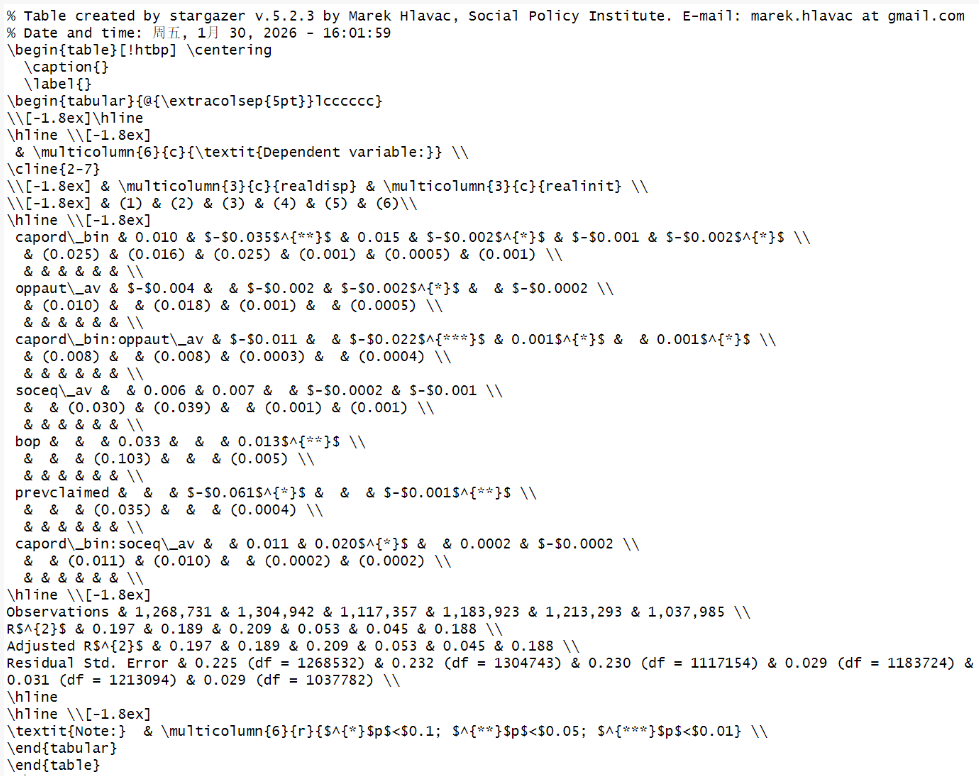 % Table created by stargazer v.5.2.3 by Marek Hlavac, Social Policy Institute. E-mail: marek.hlavac at gmail.com
% Date and time: 周五, 1月 30, 2026 - 16:01:59
\begin{table}[!htbp] \centering
  \caption{}
  \label{}
\begin{tabular}{@{\extracolsep{5pt}}lcccccc}
\\[-1.8ex]\hline
\hline \\[-1.8ex]
 & \multicolumn{6}{c}{\textit{Dependent variable:}} \\
\cline{2-7}
\\[-1.8ex] & \multicolumn{3}{c}{realdisp} & \multicolumn{3}{c}{realinit} \\
\\[-1.8ex] & (1) & (2) & (3) & (4) & (5) & (6)\\
\hline \\[-1.8ex]
 capord\_bin & 0.010 & $-$0.035$^{**}$ & 0.015 & $-$0.002$^{*}$ & $-$0.001 & $-$0.002$^{*}$ \\
  & (0.025) & (0.016) & (0.025) & (0.001) & (0.0005) & (0.001) \\
  & & & & & & \\
 oppaut\_av & $-$0.004 &  & $-$0.002 & $-$0.002$^{*}$ &  & $-$0.0002 \\
  & (0.010) &  & (0.018) & (0.001) &  & (0.0005) \\
  & & & & & & \\
 capord\_bin:oppaut\_av & $-$0.011 &  & $-$0.022$^{***}$ & 0.001$^{*}$ &  & 0.001$^{*}$ \\
  & (0.008) &  & (0.008) & (0.0003) &  & (0.0004) \\
  & & & & & & \\
 soceq\_av &  & 0.006 & 0.007 &  & $-$0.0002 & $-$0.001 \\
  &  & (0.030) & (0.039) &  & (0.001) & (0.001) \\
  & & & & & & \\
 bop &  &  & 0.033 &  &  & 0.013$^{**}$ \\
  &  &  & (0.103) &  &  & (0.005) \\
  & & & & & & \\
 prevclaimed &  &  & $-$0.061$^{*}$ &  &  & $-$0.001$^{**}$ \\
  &  &  & (0.035) &  &  & (0.0004) \\
  & & & & & & \\
 capord\_bin:soceq\_av &  & 0.011 & 0.020$^{*}$ &  & 0.0002 & $-$0.0002 \\
  &  & (0.011) & (0.010) &  & (0.0002) & (0.0002) \\
  & & & & & & \\
\hline \\[-1.8ex]
Observations & 1,268,731 & 1,304,942 & 1,117,357 & 1,183,923 & 1,213,293 & 1,037,985 \\
R$^{2}$ & 0.197 & 0.189 & 0.209 & 0.053 & 0.045 & 0.188 \\
Adjusted R$^{2}$ & 0.197 & 0.189 & 0.209 & 0.053 & 0.045 & 0.188 \\
Residual Std. Error & 0.225 (df = 1268532) & 0.232 (df = 1304743) & 0.230 (df = 1117154) & 0.029 (df = 1183724) &
0.031 (df = 1213094) & 0.029 (df = 1037782) \\
\hline
\hline \\[-1.8ex]
\textit{Note:}  & \multicolumn{6}{r}{$^{*}$p$<$0.1; $^{**}$p$<$0.05; $^{***}$p$<$0.01} \\
\end{tabular}
\end{table}